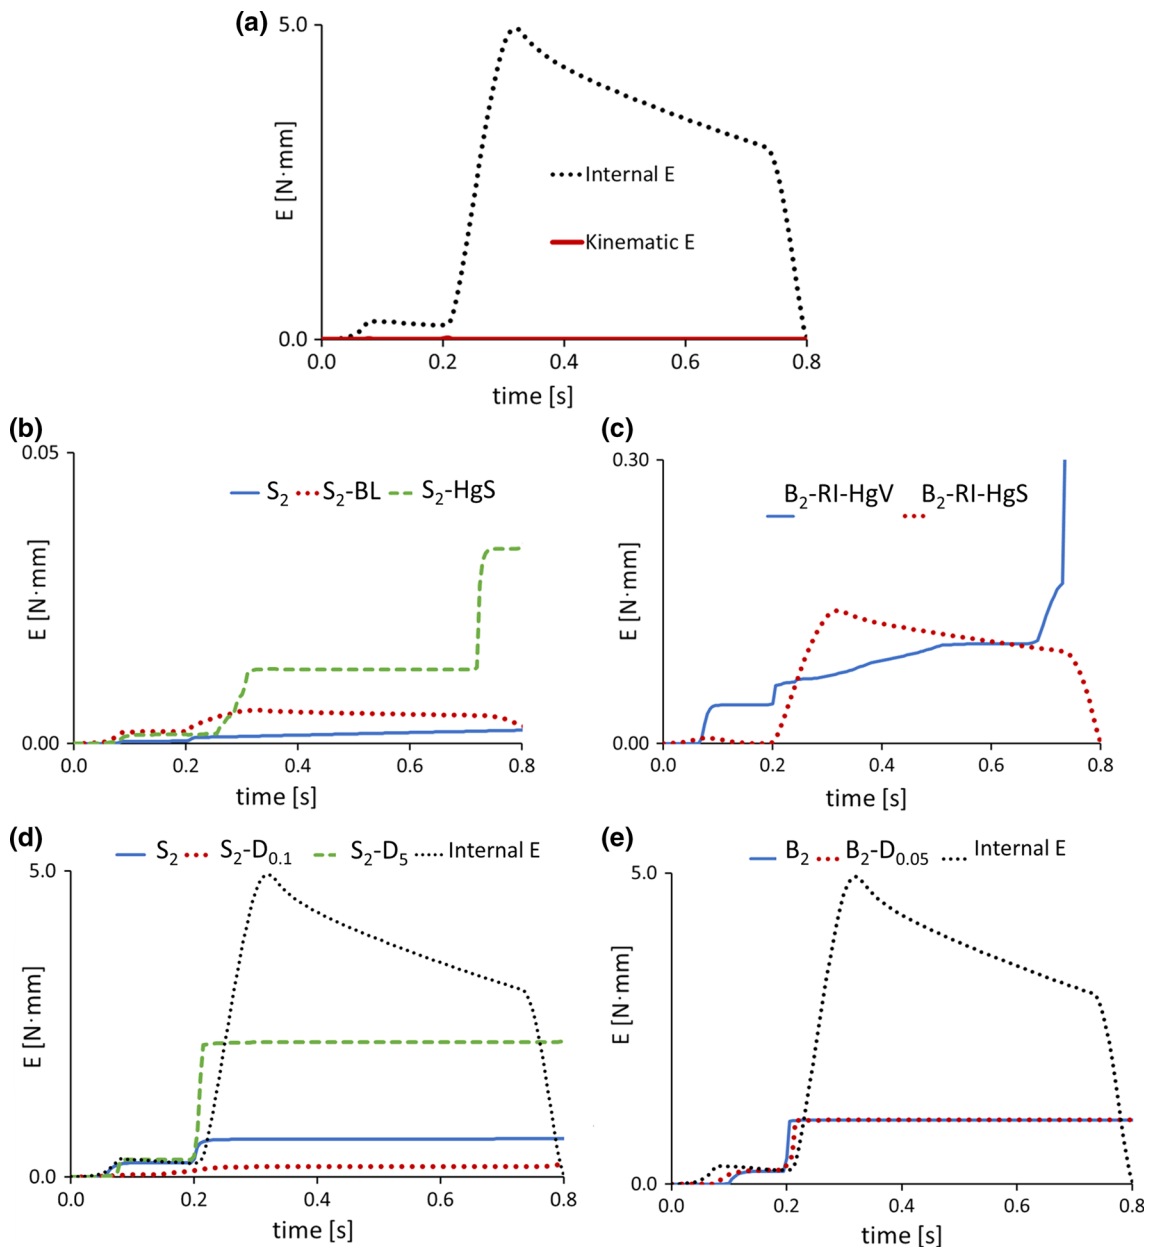 (a)
5.0
E [N·mm]
Internal E
Kinematic E
0.0
0.0 0.2 0.4 0.6 0.8
time [s]
(b)
0.05
S2 S2-BL S2-HgS
E [N·mm]
0.00
0.0 0.2 0.4 0.6 0.8
time [s]
(c)
0.30
B2-RI-HgV B2-RI-HgS
E [N·mm]
0.00
0.0 0.2 0.4 0.6 0.8
time [s]
(d)
S2 S2-D0.1 S2-D5 Internal E
5.0
E [N·mm]
0.0
0.0 0.2 0.4 0.6 0.8
time [s]
(e)
B2 B2-D0.05 Internal E
5.0
E [N·mm]
0.0
0.0 0.2 0.4 0.6 0.8
time [s]